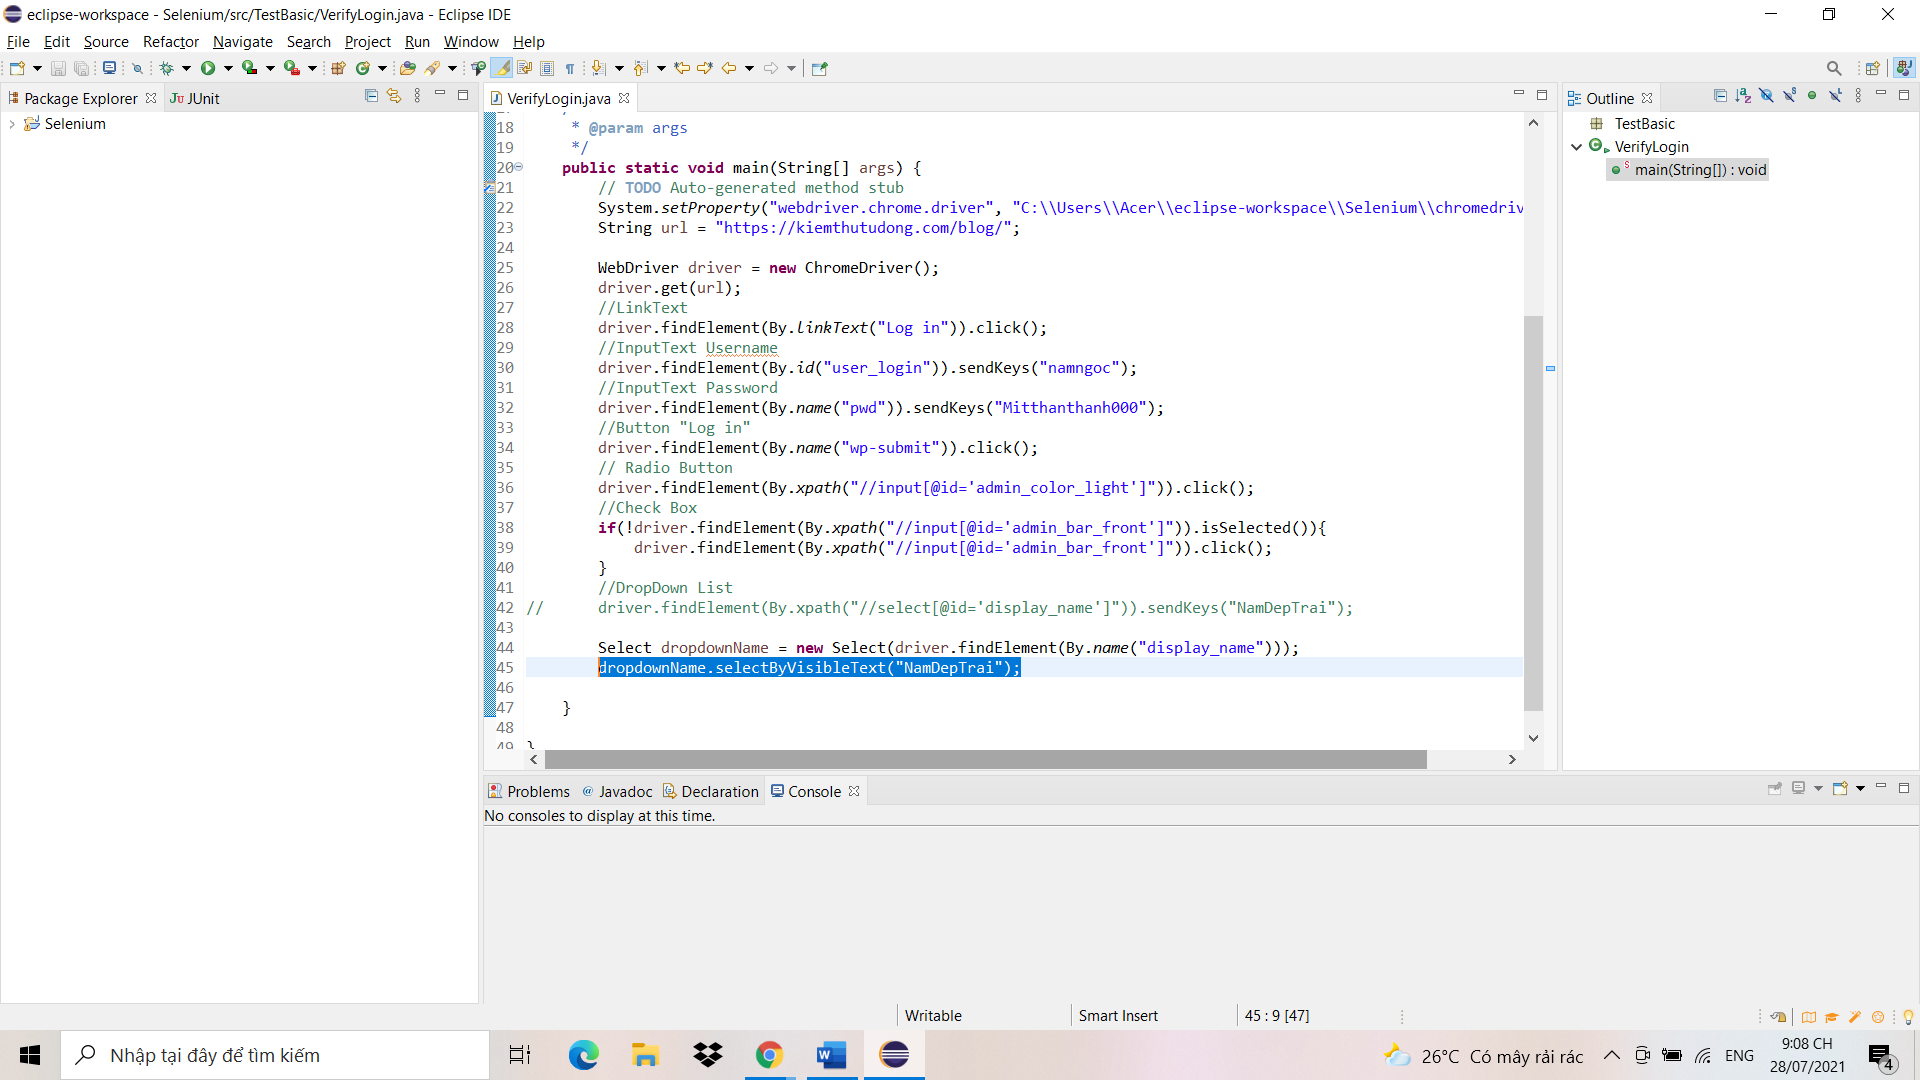 eclipse-workspace - Selenium/src/TestBasic/VerifyLogin.java - Eclipse IDE
File Edit Source Refactor Navigate Search Project Run Window Help
Package Explorer JUnit
Selenium
VerifyLogin.java
18 * @param args
19 */
20 public static void main(String[] args) {
21 // TODO Auto-generated method stub
22 System.setProperty("webdriver.chrome.driver", "C:\\Users\\Acer\\eclipse-workspace\\Selenium\\chromedriv
23 String url = "https://kiemthutudong.com/blog/";
24
25 WebDriver driver = new ChromeDriver();
26 driver.get(url);
27 //LinkText
28 driver.findElement(By.linkText("Log in")).click();
29 //InputText Username
30 driver.findElement(By.id("user_login")).sendKeys("namngoc");
31 //InputText Password
32 driver.findElement(By.name("pwd")).sendKeys("Mitthanthanh000");
33 //Button "Log in"
34 driver.findElement(By.name("wp-submit")).click();
35 // Radio Button
36 driver.findElement(By.xpath("//input[@id='admin_color_light']")).click();
37 //Check Box
38 if(!driver.findElement(By.xpath("//input[@id='admin_bar_front']")).isSelected()){
39 driver.findElement(By.xpath("//input[@id='admin_bar_front']")).click();
40 }
41 //DropDown List
42 // driver.findElement(By.xpath("//select[@id='display_name']")).sendKeys("NamDepTrai");
43
44 Select dropdownName = new Select(driver.findElement(By.name("display_name")));
45 dropdownName.selectByVisibleText("NamDepTrai");
46
47 }
48
49 }
Outline
TestBasic
VerifyLogin
main(String[]) : void
Problems Javadoc Declaration Console
No consoles to display at this time.
Writable Smart Insert 45 : 9 [47]
Nhập tại đây để tìm kiếm
26°C Có mây rải rác
ENG
9:08 CH
28/07/2021
4